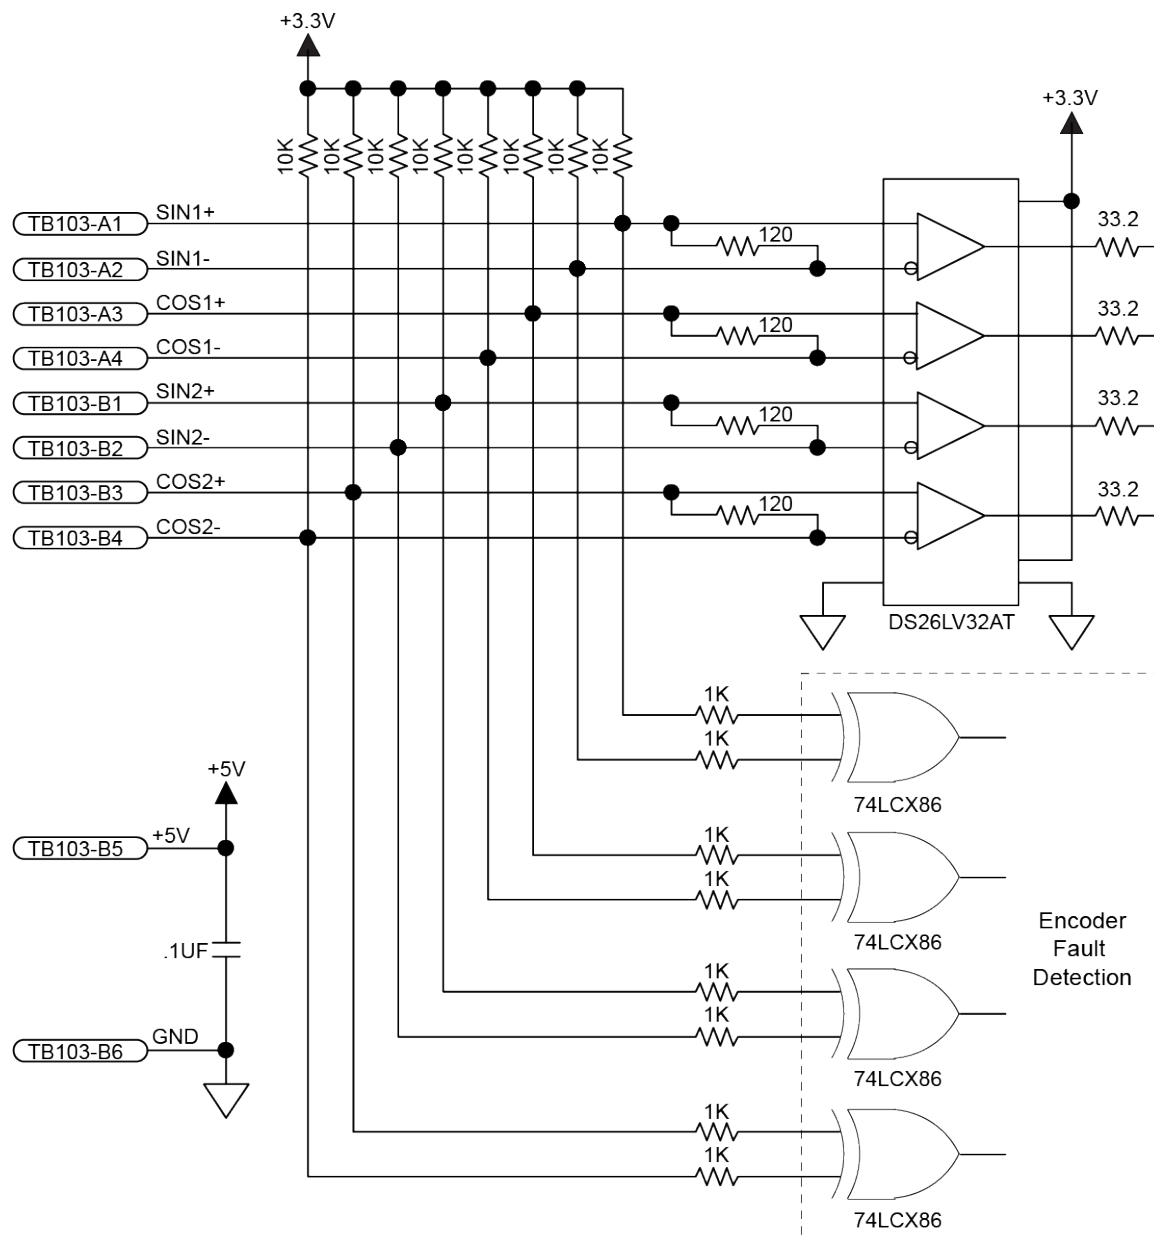 +3.3V
+3.3V
10K 10K 10K 10K 10K 10K 10K 10K
TB103-A1 SIN1+ 120 33.2
TB103-A2 SIN1-
TB103-A3 COS1+ 120 33.2
TB103-A4 COS1-
TB103-B1 SIN2+ 120 33.2
TB103-B2 SIN2-
TB103-B3 COS2+ 120 33.2
TB103-B4 COS2-
DS26LV32AT
1K
1K
74LCX86
+5V
TB103-B5 +5V
1K
1K
74LCX86
.1UF
Encoder
Fault
Detection
1K
1K
TB103-B6 GND
74LCX86
1K
1K
74LCX86